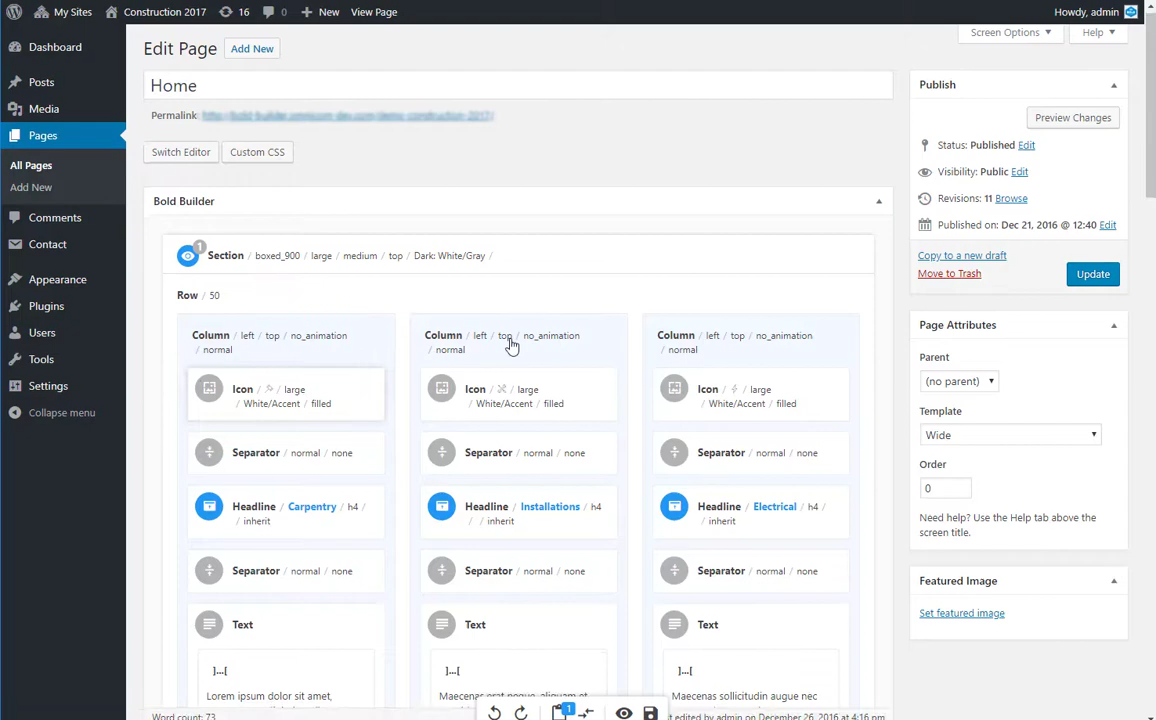 My Sites Construction 2017 16 0 New View Page Howdy, admin
Screen Options Help
Dashboard
Posts
Media
Pages
All Pages
Add New
Comments
Contact
Appearance
Plugins
Users
Tools
Settings
Collapse menu
Edit Page Add New
Home
Permalink:
Switch Editor Custom CSS
Bold Builder
1
Section / boxed_900 / large / medium / top / Dark: White/Gray /
Row / 50
Column / left / top / no_animation
/ normal
Icon / / large
/ White/Accent / filled
Separator / normal / none
Headline / Carpentry / h4 /
/ inherit
Separator / normal / none
Text
]...[
Lorem ipsum dolor sit amet,
Column / left / top / no_animation
/ normal
Icon / / large
/ White/Accent / filled
Separator / normal / none
Headline / Installations / h4
/ / inherit
Separator / normal / none
Text
]...[
Maecenas erat neque, aliquam et
Column / left / top / no_animation
/ normal
Icon / / large
/ White/Accent / filled
Separator / normal / none
Headline / Electrical / h4 /
/ inherit
Separator / normal / none
Text
]...[
Maecenas sollicitudin augue nec
1
Word count: 73
edited by admin on December 26, 2016 at 4:16 pm
Publish
Preview Changes
Status: Published Edit
Visibility: Public Edit
Revisions: 11 Browse
Published on: Dec 21, 2016 @ 12:40 Edit
Copy to a new draft
Move to Trash
Update
Page Attributes
Parent
(no parent)
Template
Wide
Order
0
Need help? Use the Help tab above the
screen title.
Featured Image
Set featured image